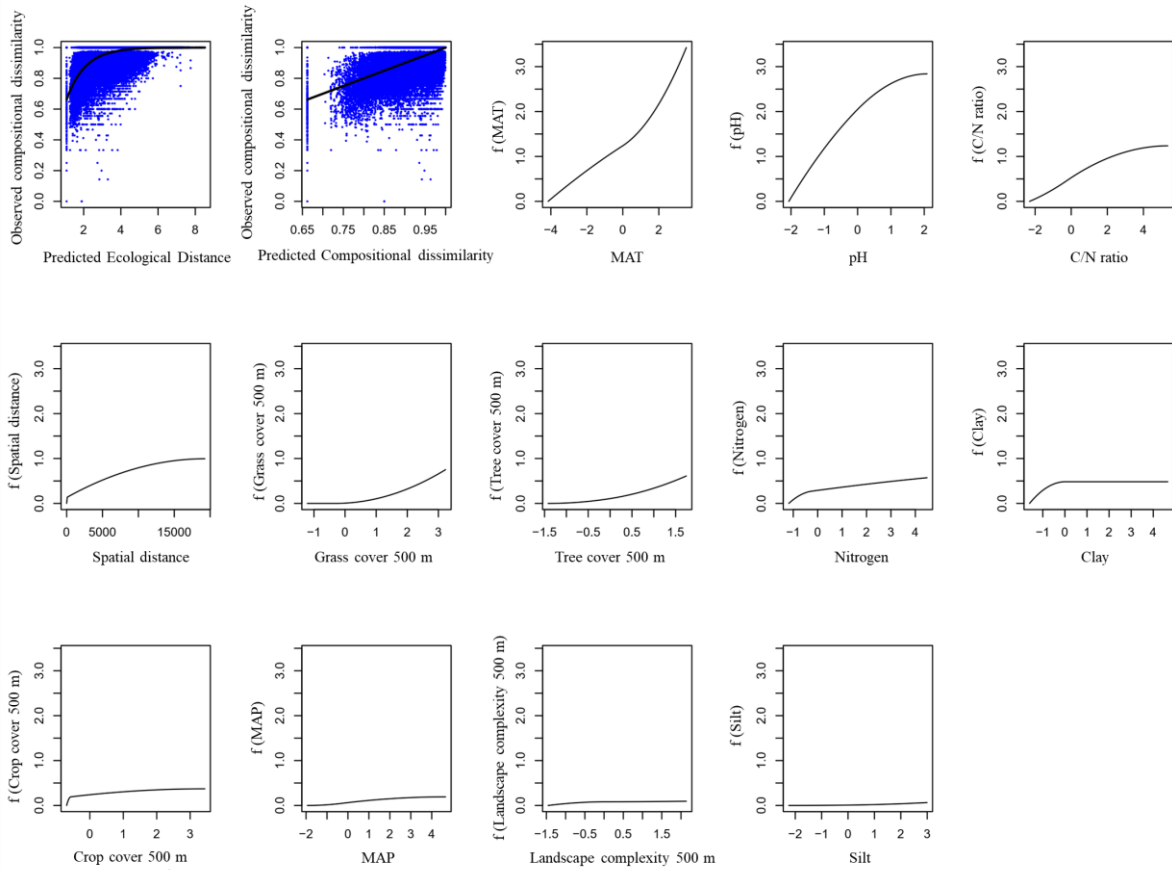 Observed compositional dissimilarity
0.0 0.2 0.4 0.6 0.8 1.0
2 4 6 8
Predicted Ecological Distance
Observed compositional dissimilarity
0.0 0.2 0.4 0.6 0.8 1.0
0.65 0.75 0.85 0.95
Predicted Compositional dissimilarity
f (MAT)
0.0 1.0 2.0 3.0
−4 −2 0 2
MAT
f (pH)
0.0 1.0 2.0 3.0
−2 −1 0 1 2
pH
f (C/N ratio)
0.0 1.0 2.0 3.0
−2 0 2 4
C/N ratio
f (Spatial distance)
0.0 1.0 2.0 3.0
0 5000 15000
Spatial distance
f (Grass cover 500 m)
0.0 1.0 2.0 3.0
−1 0 1 2 3
Grass cover 500 m
f (Tree cover 500 m)
0.0 1.0 2.0 3.0
−1.5 −0.5 0.5 1.5
Tree cover 500 m
f (Nitrogen)
0.0 1.0 2.0 3.0
−1 0 1 2 3 4
Nitrogen
f (Clay)
0.0 1.0 2.0 3.0
−1 0 1 2 3 4
Clay
f (Crop cover 500 m)
0.0 1.0 2.0 3.0
0 1 2 3
Crop cover 500 m
f (MAP)
0.0 1.0 2.0 3.0
−2 −1 0 1 2 3 4
MAP
f (Landscape complexity 500 m)
0.0 1.0 2.0 3.0
−1.5 −0.5 0.5 1.5
Landscape complexity 500 m
f (Silt)
0.0 1.0 2.0 3.0
−2 −1 0 1 2 3
Silt